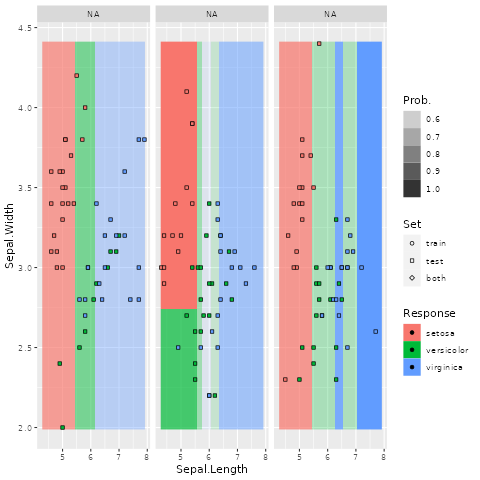 NA NA NA
4.5
4.0
3.5
3.0
2.5
2.0
Sepal.Width
5 6 7 8 5 6 7 8 5 6 7 8
Sepal.Length
Prob.
0.6
0.7
0.8
0.9
1.0
Set
train
test
both
Response
setosa
versicolor
virginica